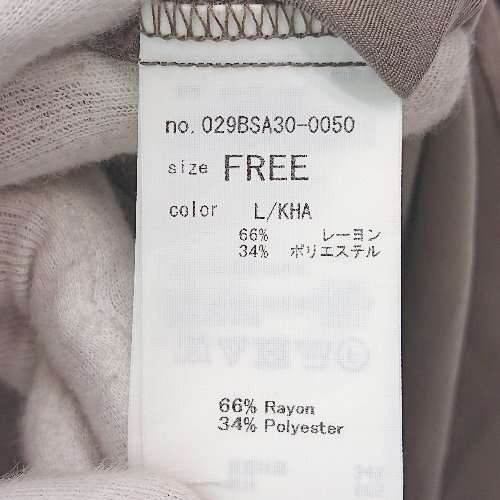 no. 029BSA30-0050
size FREE
color L/KHA
66% レーヨン
34% ポリエステル
66% Rayon
34% Polyester